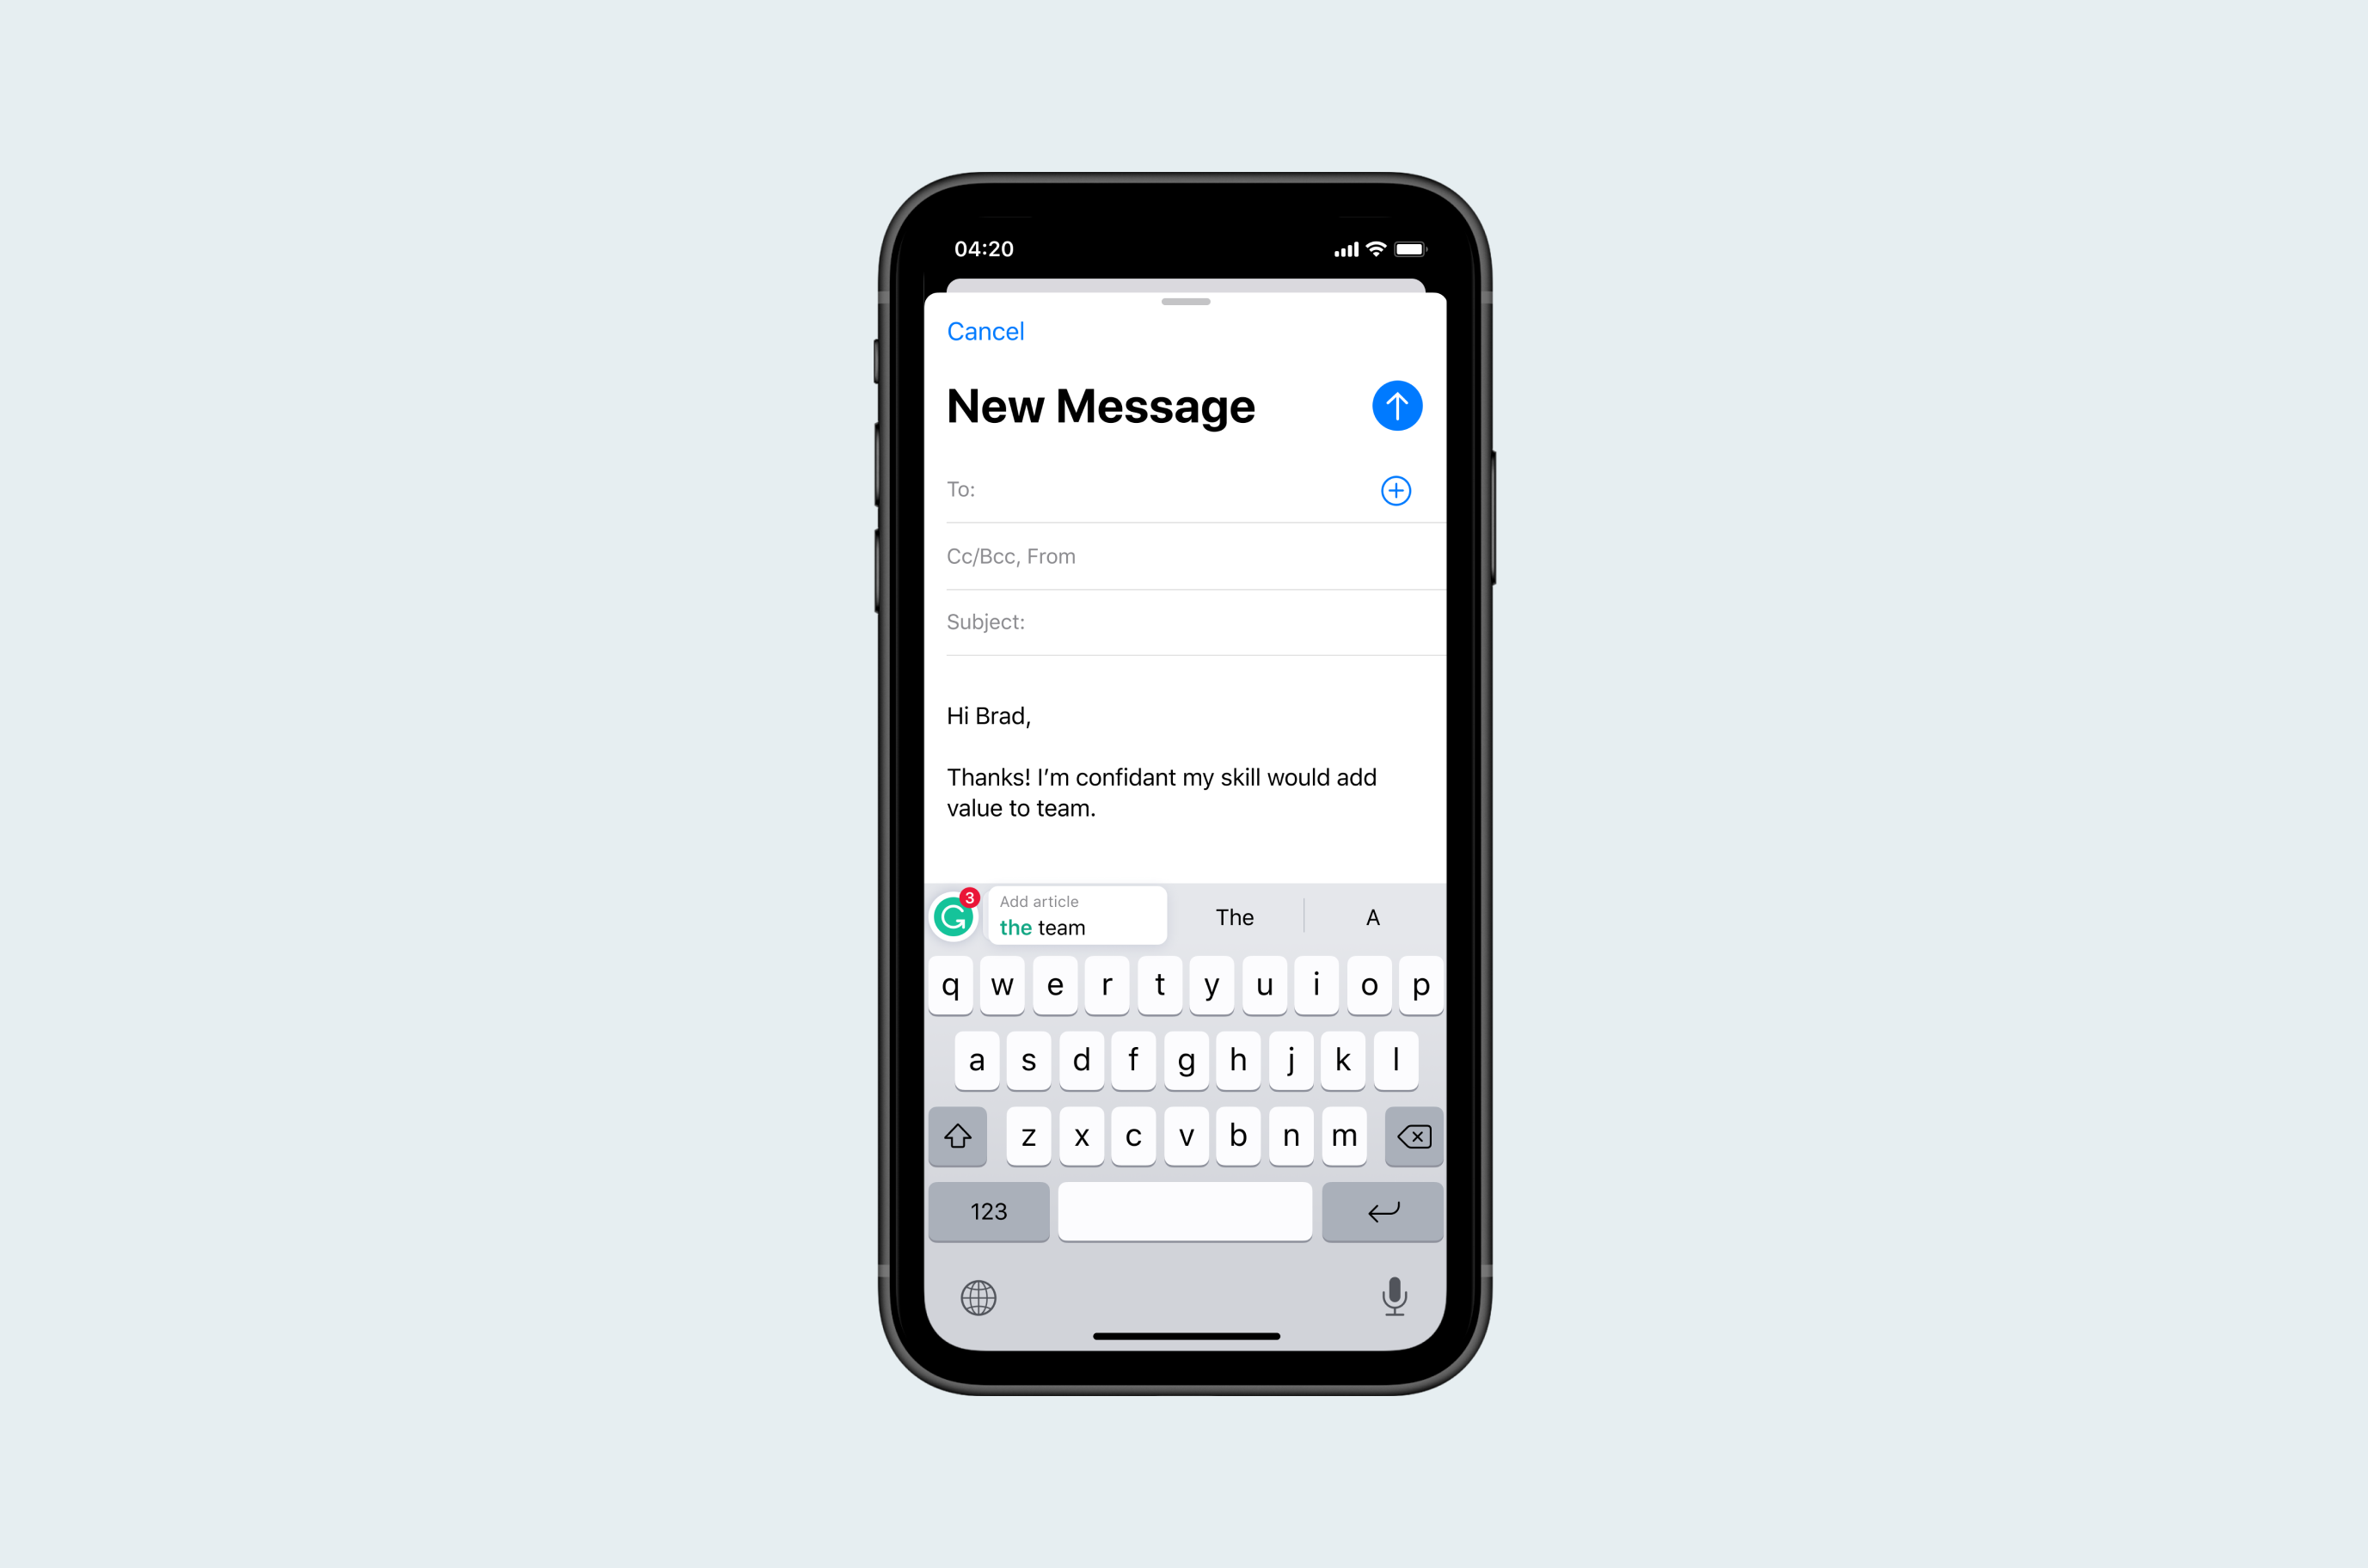 04:20
Cancel
New Message
To:
Cc/Bcc, From
Subject:
Hi Brad,
Thanks! I’m confidant my skill would add
value to team.
3
Add article
the team
The
A
q w e r t y u i o p
a s d f g h j k l
z x c v b n m
123